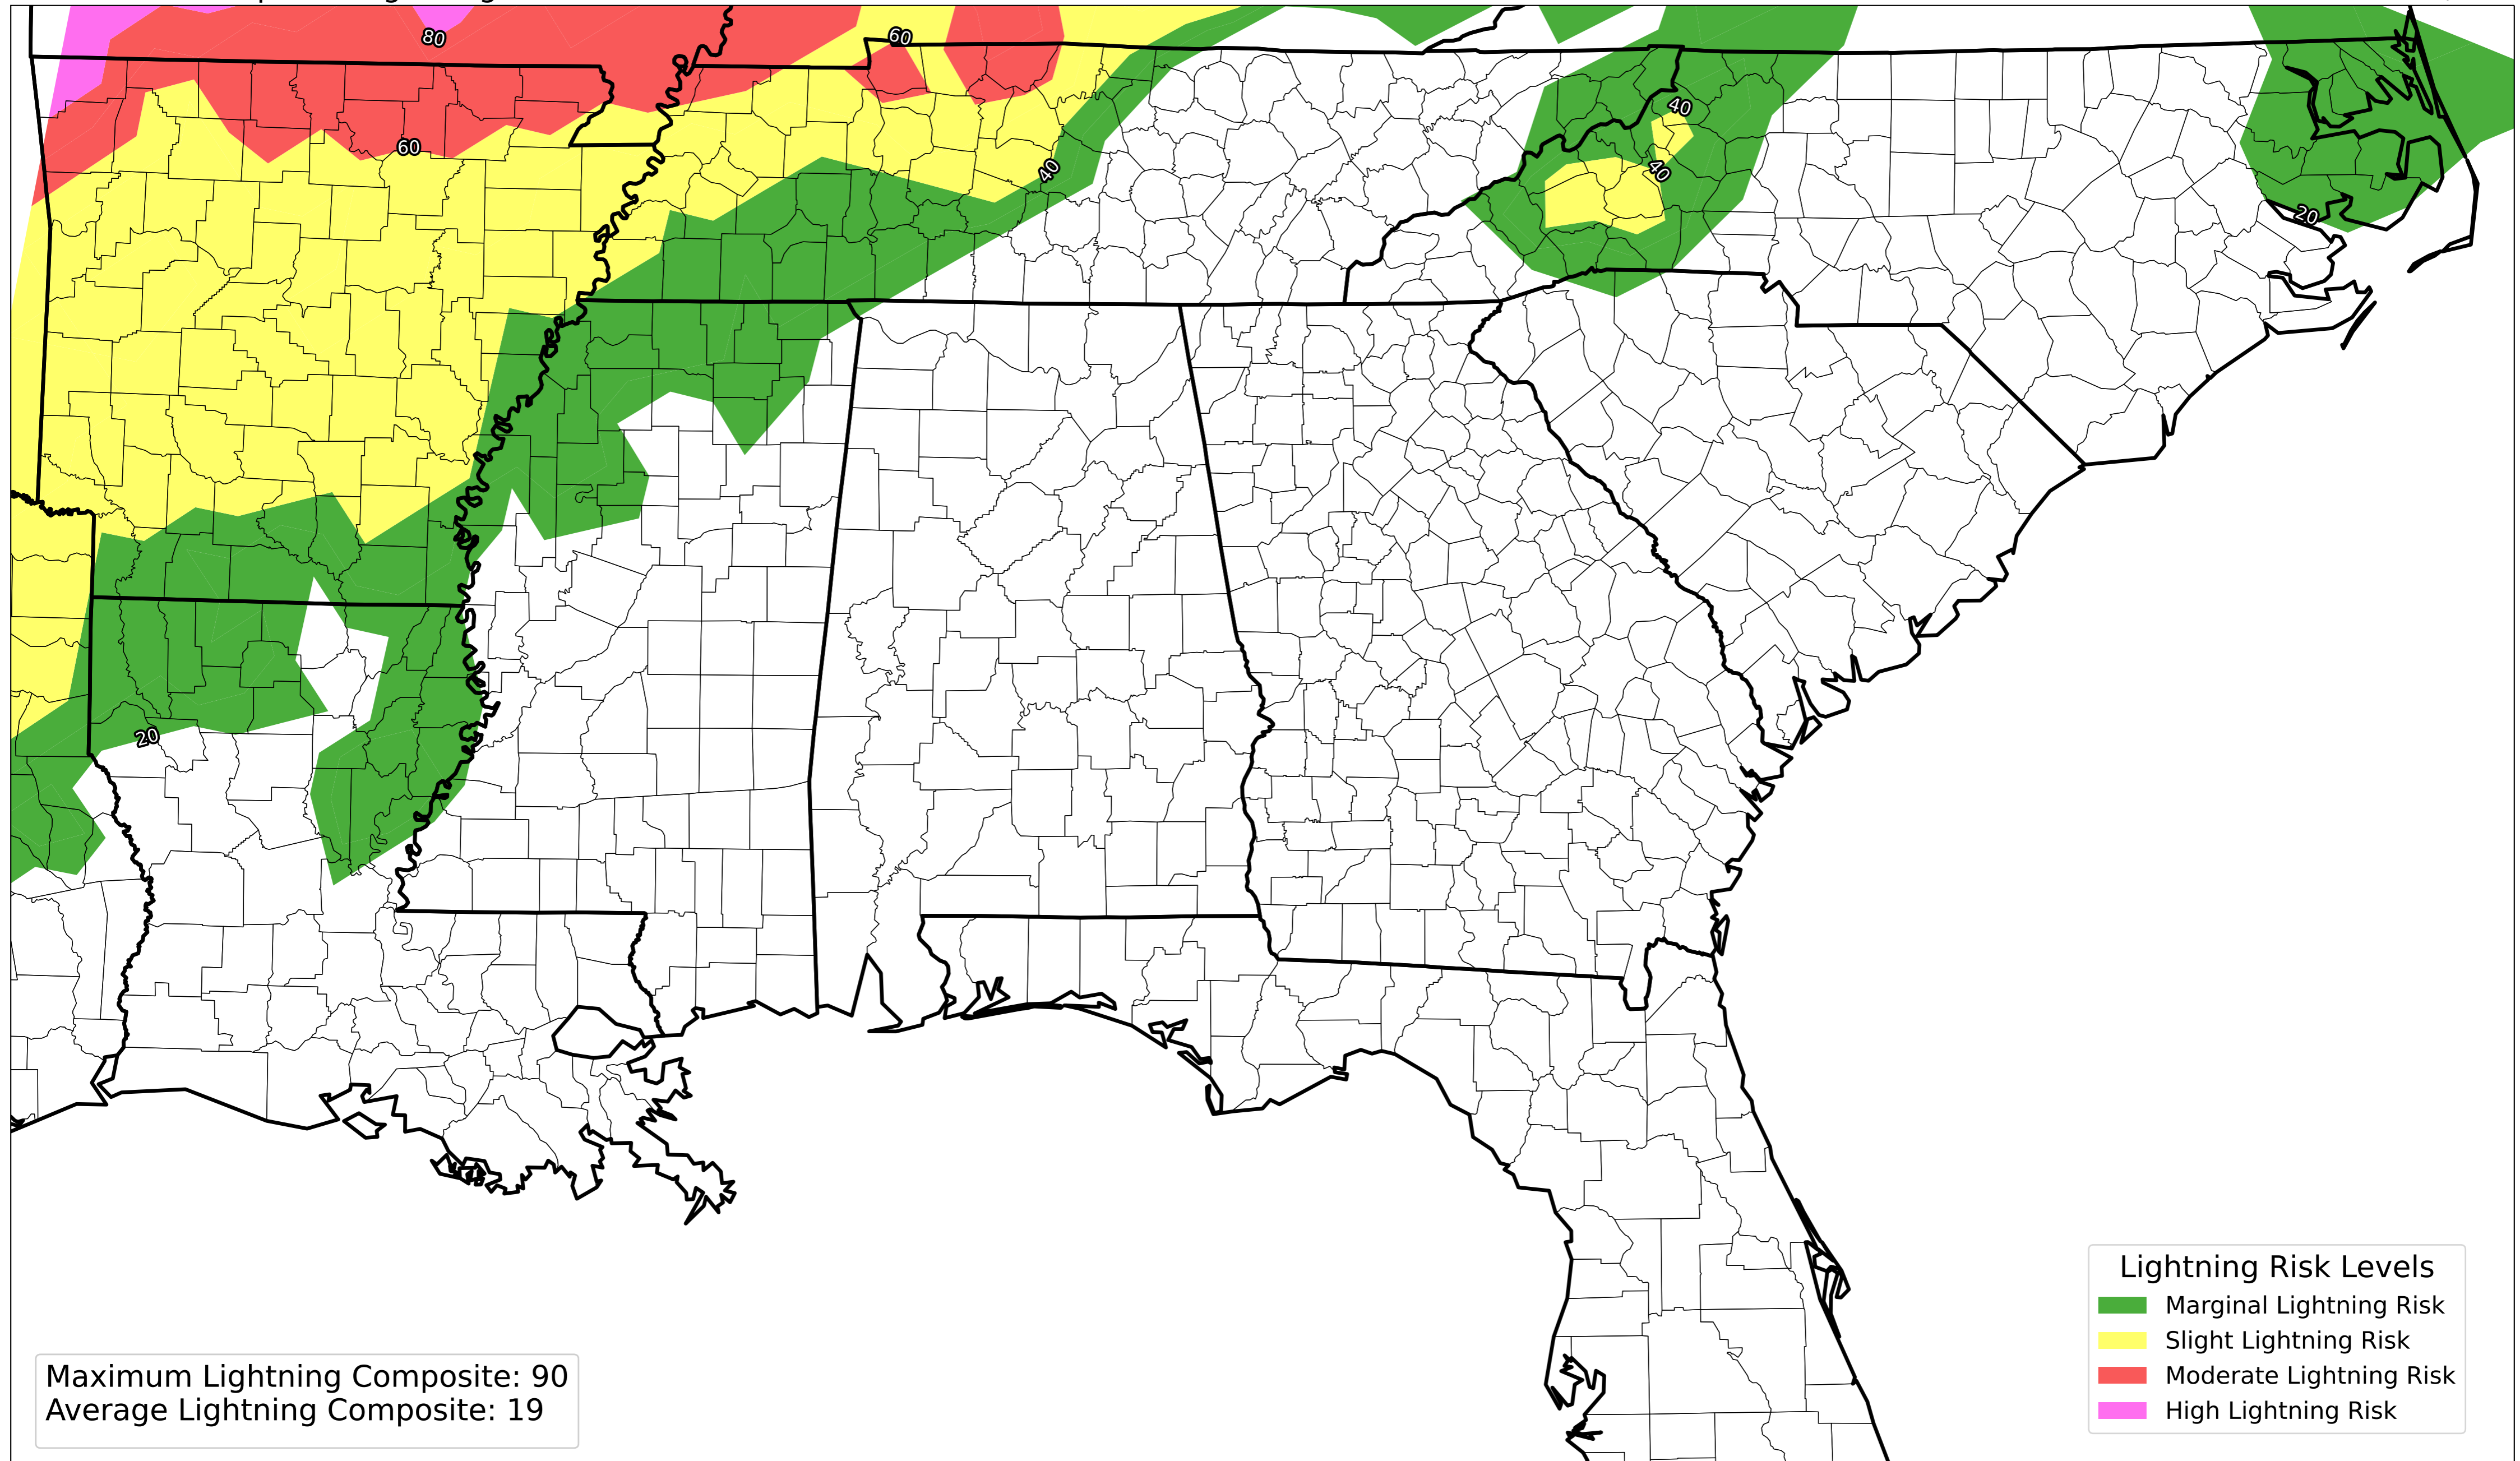 80
60
60
40
40
40
20
20
Lightning Risk Levels
Marginal Lightning Risk
Slight Lightning Risk
Moderate Lightning Risk
High Lightning Risk
Maximum Lightning Composite: 90
Average Lightning Composite: 19